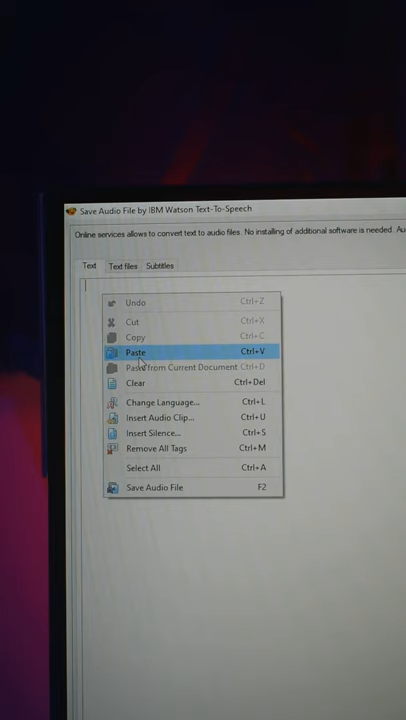 Save Audio File by IBM Watson Text-To-Speech
Online services allows to convert text to audio files. No installing of additional software is needed.
Text Text files Subtitles
Undo Ctrl+Z
Cut Ctrl+X
Copy Ctrl+C
Paste Ctrl+V
Paste from Current Document Ctrl+D
Clear Ctrl+Del
Change Language... Ctrl+L
Insert Audio Clip... Ctrl+U
Insert Silence... Ctrl+S
Remove All Tags Ctrl+M
Select All Ctrl+A
Save Audio File F2